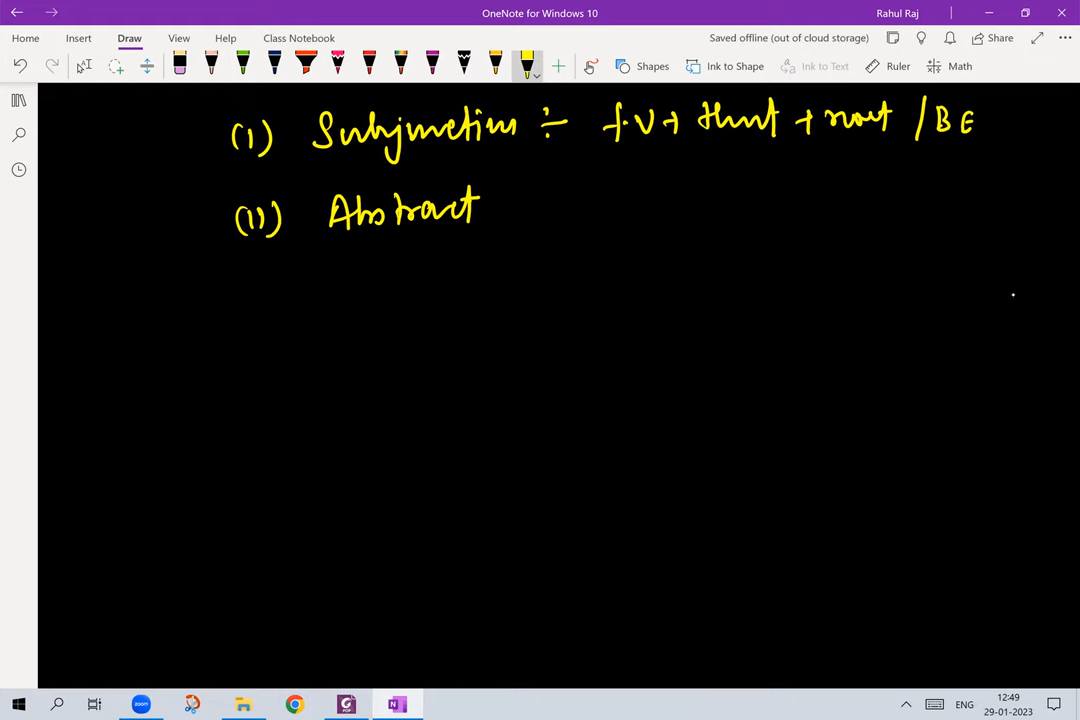 OneNote for Windows 10
Rahul Raj
Home Insert Draw View Help Class Notebook
Saved offline (out of cloud storage) Share
Shapes Ink to Shape Ink to Text Ruler Math
(I) Subjunctive ÷ f.V + that + root / BE
(II) Abstract
ENG
12:49
29-01-2023